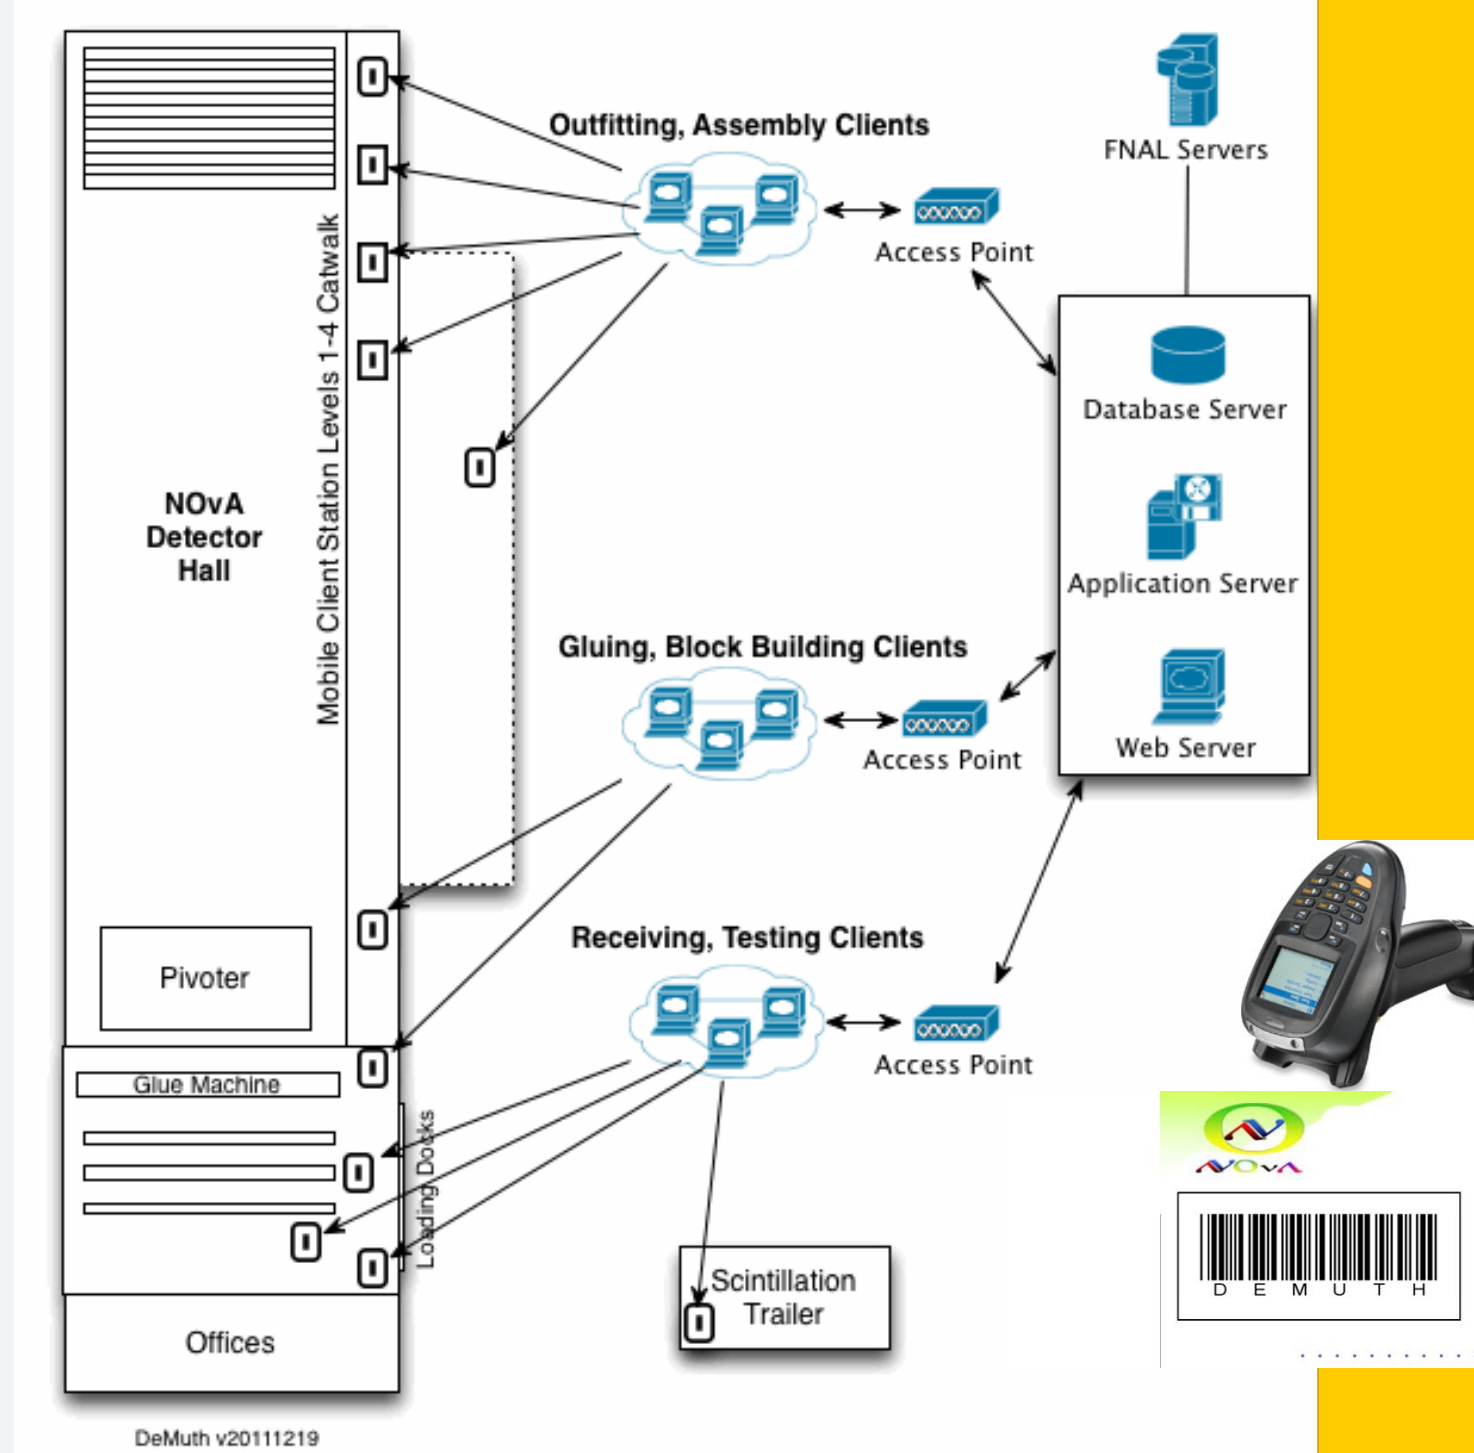 Outfitting, Assembly Clients
FNAL Servers
Access Point
Mobile Client Station Levels 1-4 Catwalk
Database Server
NOvA
Detector
Hall
Application Server
Gluing, Block Building Clients
Access Point
Web Server
Receiving, Testing Clients
Pivoter
Access Point
Glue Machine
Loading Docks
NOvA
Scintillation
Trailer
DEMUTH
Offices
DeMuth v20111219